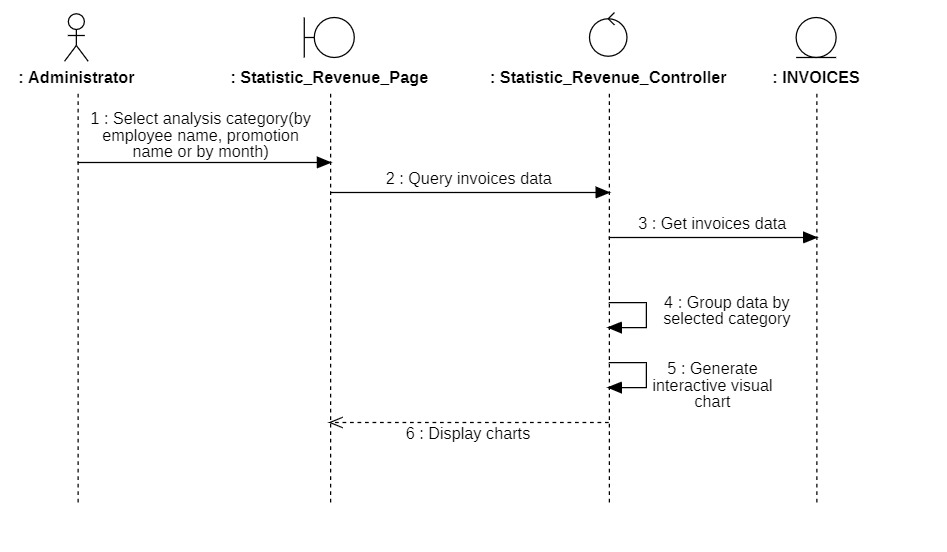 : Administrator
: Statistic_Revenue_Page
: Statistic_Revenue_Controller
: INVOICES
1 : Select analysis category(by
employee name, promotion
name or by month)
2 : Query invoices data
3 : Get invoices data
4 : Group data by
selected category
5 : Generate
interactive visual
chart
6 : Display charts